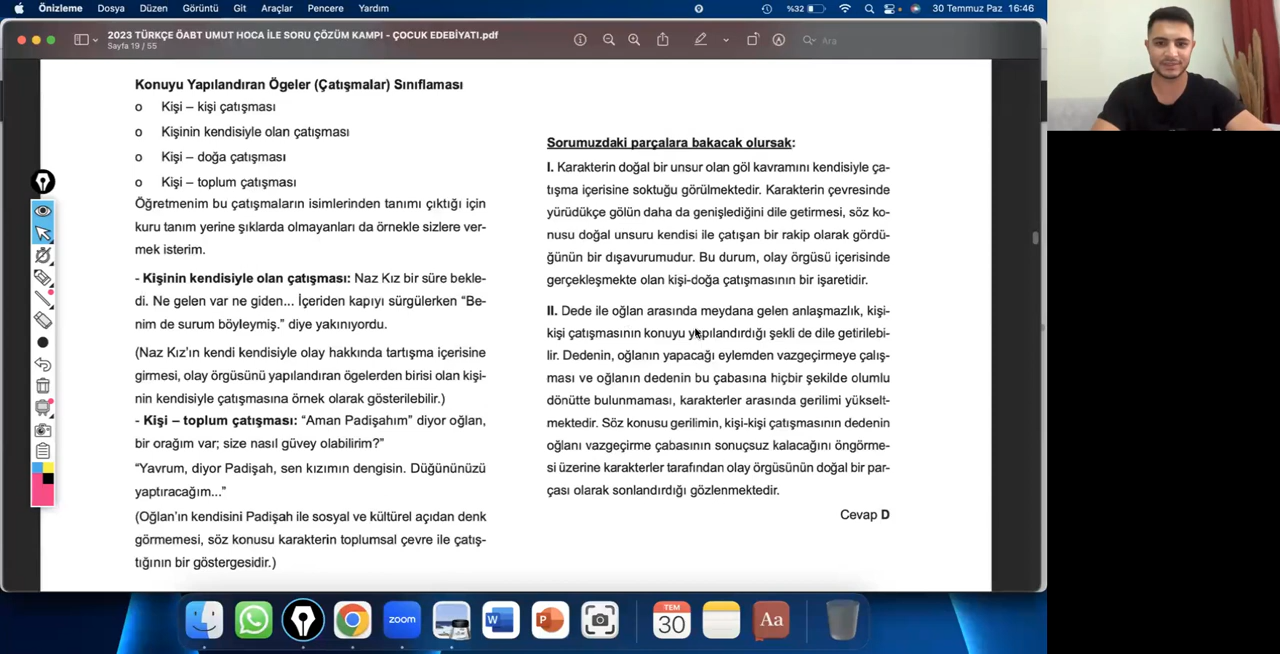 Önizleme Dosya Düzen Görüntü Git Araçlar Pencere Yardım
%32 30 Temmuz Paz 16:46
2023 TÜRKÇE ÖABT UMUT HOCA İLE SORU ÇÖZÜM KAMPI - ÇOCUK EDEBİYATI.pdf
Sayfa 19 / 55
Ara
Konuyu Yapılandıran Ögeler (Çatışmalar) Sınıflaması
o Kişi – kişi çatışması
o Kişinin kendisiyle olan çatışması
o Kişi – doğa çatışması
o Kişi – toplum çatışması
Öğretmenim bu çatışmaların isimlerinden tanımı çıktığı için
kuru tanım yerine şıklarda olmayanları da örnekle sizlere ver-
mek isterim.
- Kişinin kendisiyle olan çatışması: Naz Kız bir süre bekle-
di. Ne gelen var ne giden... İçeriden kapıyı sürgülerken “Be-
nim de surum böyleymiş.” diye yakınıyordu.
(Naz Kız’ın kendi kendisiyle olay hakkında tartışma içerisine
girmesi, olay örgüsünü yapılandıran ögelerden birisi olan kişi-
nin kendisiyle çatışmasına örnek olarak gösterilebilir.)
- Kişi – toplum çatışması: “Aman Padişahım” diyor oğlan,
bir orağım var; size nasıl güvey olabilirim?”
“Yavrum, diyor Padişah, sen kızımın dengisin. Düğününüzü
yaptıracağım...”
(Oğlan’ın kendisini Padişah ile sosyal ve kültürel açıdan denk
görmemesi, söz konusu karakterin toplumsal çevre ile çatış-
tığının bir göstergesidir.)
Sorumuzdaki parçalara bakacak olursak:
I. Karakterin doğal bir unsur olan göl kavramını kendisiyle ça-
tışma içerisine soktuğu görülmektedir. Karakterin çevresinde
yürüdükçe gölün daha da genişlediğini dile getirmesi, söz ko-
nusu doğal unsuru kendisi ile çatışan bir rakip olarak gördü-
ğünün bir dışavurumudur. Bu durum, olay örgüsü içerisinde
gerçekleşmekte olan kişi-doğa çatışmasının bir işaretidir.
II. Dede ile oğlan arasında meydana gelen anlaşmazlık, kişi-
kişi çatışmasının konuyu yapılandırdığı şekli de dile getirilebi-
lir. Dedenin, oğlanın yapacağı eylemden vazgeçirmeye çalış-
ması ve oğlanın dedenin bu çabasına hiçbir şekilde olumlu
dönütte bulunmaması, karakterler arasında gerilimi yükselt-
mektedir. Söz konusu gerilimin, kişi-kişi çatışmasının dedenin
oğlanı vazgeçirme çabasının sonuçsuz kalacağını öngörme-
si üzerine karakterler tarafından olay örgüsünün doğal bir par-
çası olarak sonlandırdığı gözlenmektedir.
Cevap D
zoom
W
P
TEM
30
Aa